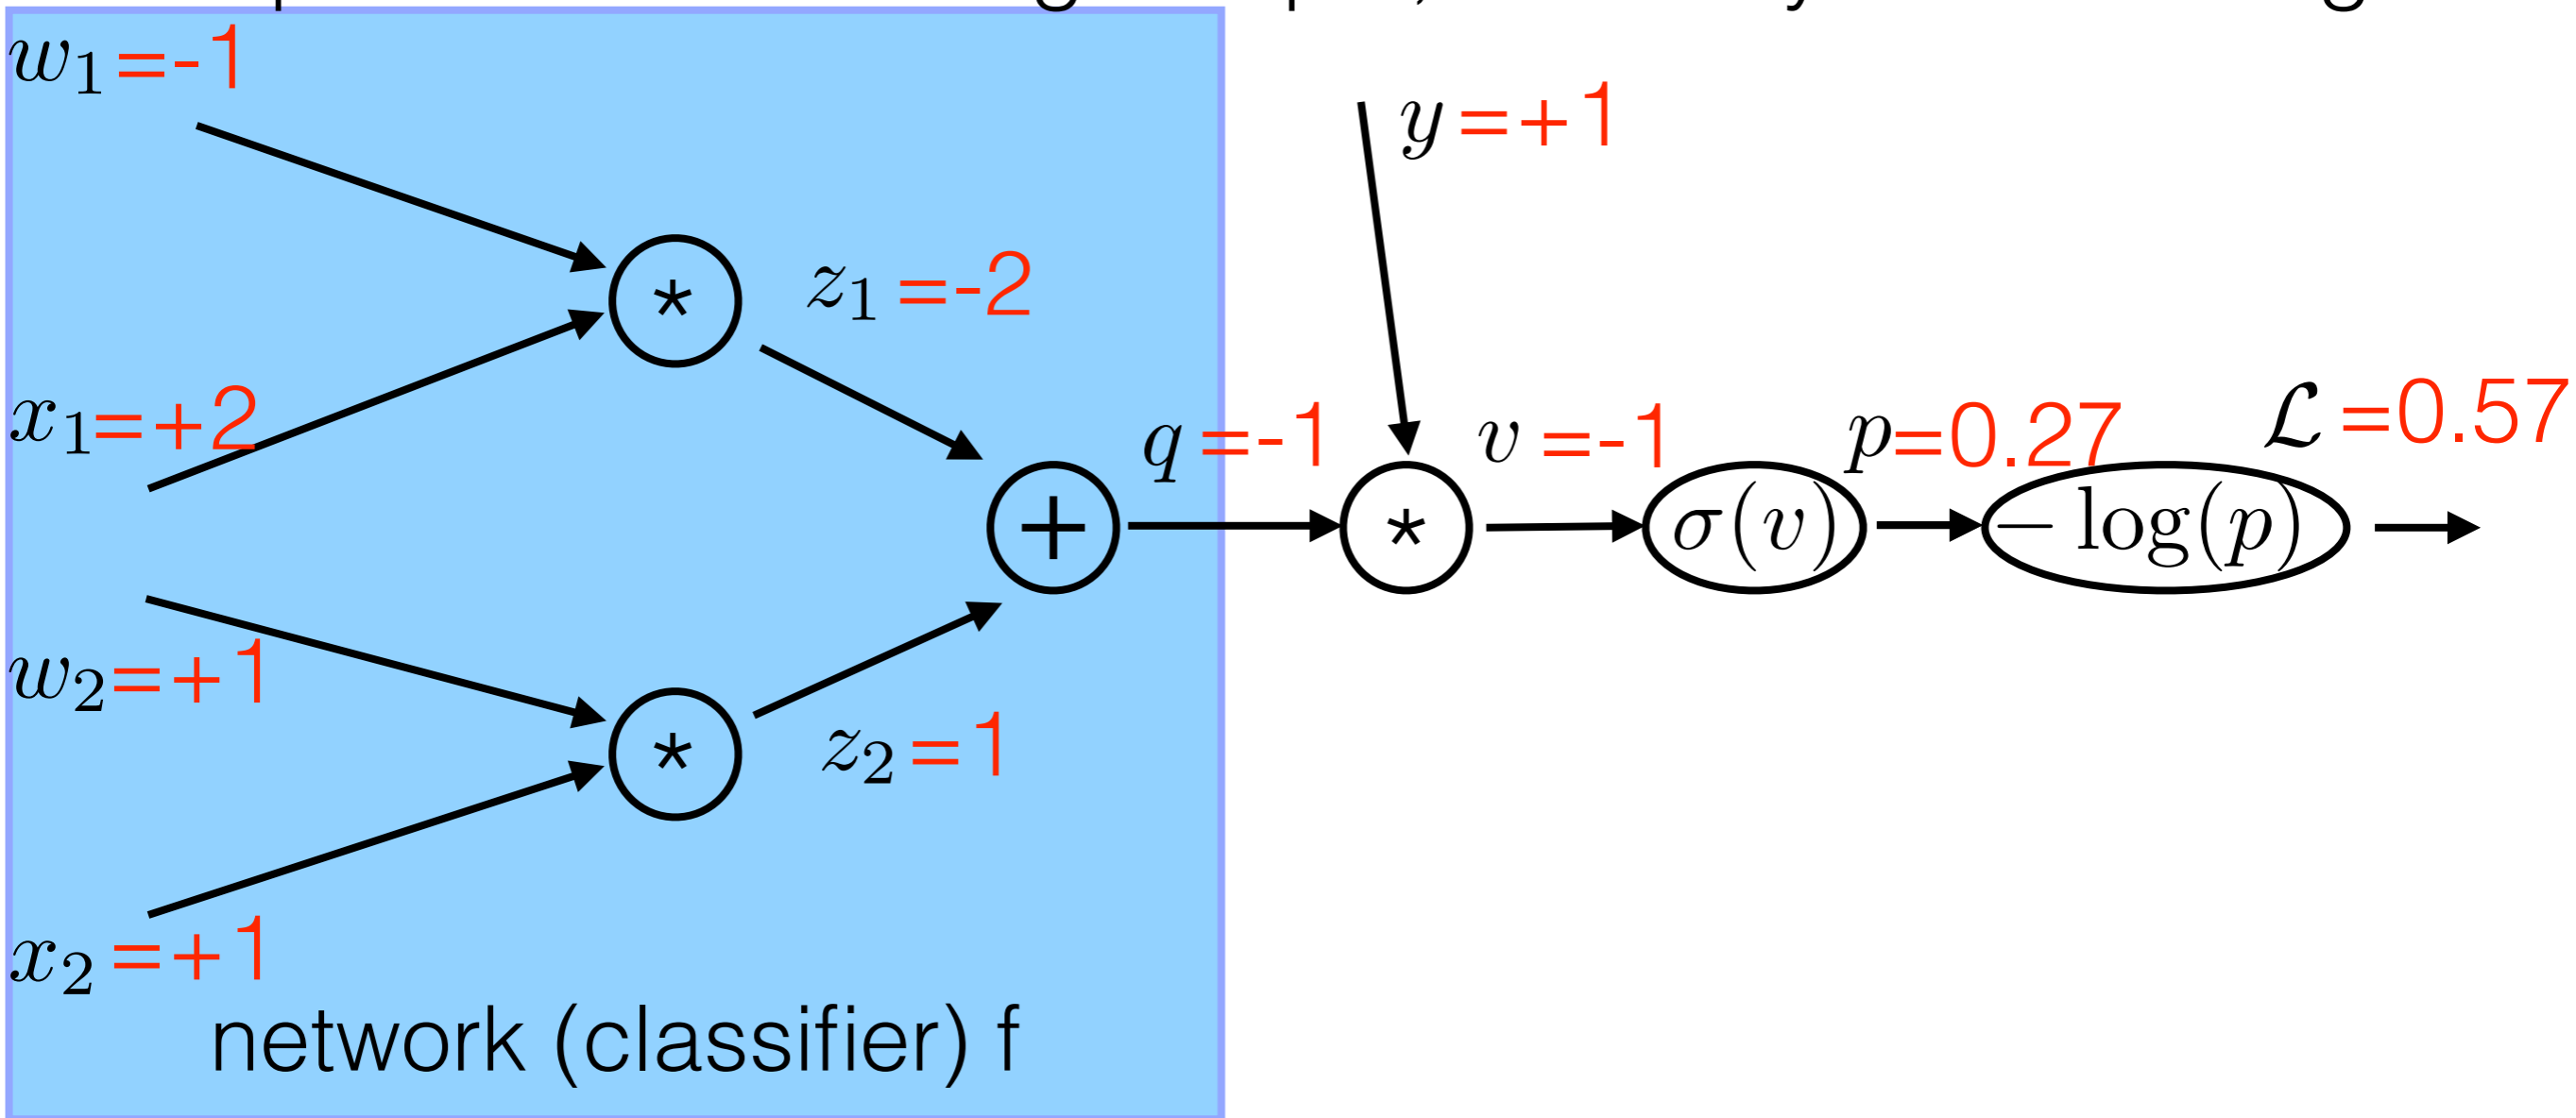 w₁ =-1
y =+1
z₁ =-2
*
x₁=+2
q =-1
v =-1
p=0.27
ℒ =0.57
+
*
σ(v)
− log(p)
w₂=+1
*
z₂ =1
x₂ =+1
network (classifier) f